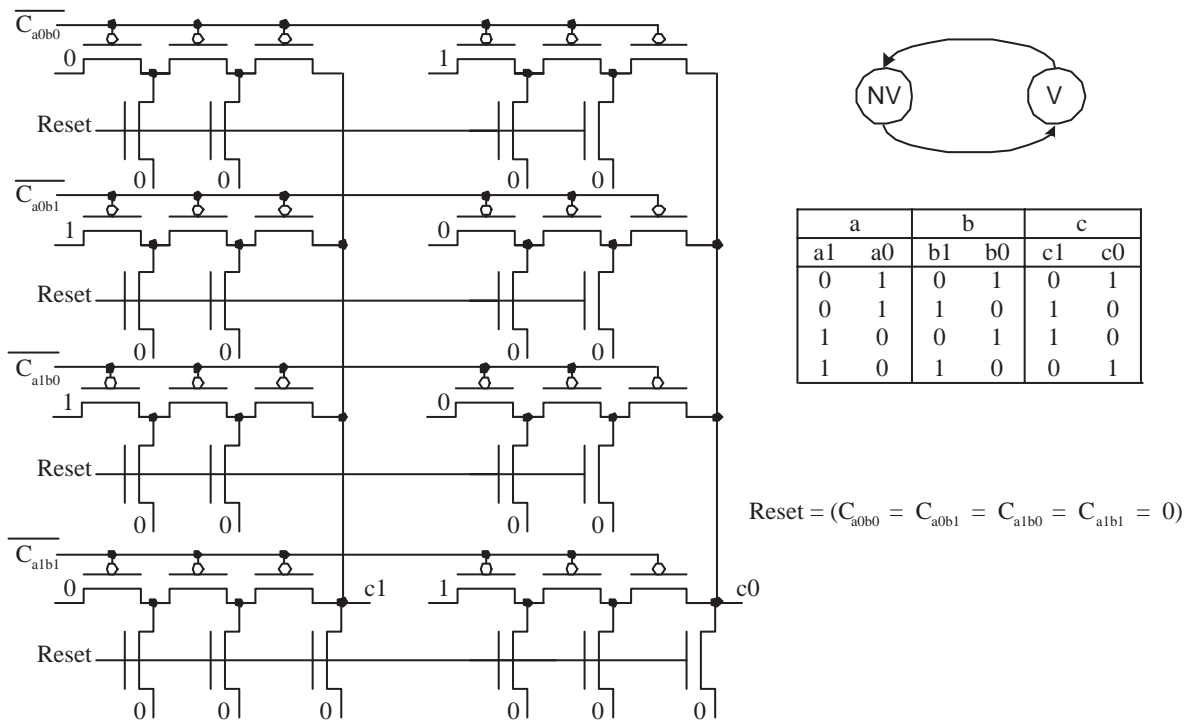 C̅a0b0
0 1
Reset
0 0 0 0
C̅a0b1
1 0
Reset
0 0 0 0
C̅a1b0
1 0
Reset
0 0 0 0
C̅a1b1
0 c1 1 c0
Reset
0 0 0 0 0 0
NV V
a b c
a1 a0 b1 b0 c1 c0
0 1 0 1 0 1
0 1 1 0 1 0
1 0 0 1 1 0
1 0 1 0 0 1
Reset = (Ca0b0 = Ca0b1 = Ca1b0 = Ca1b1 = 0)